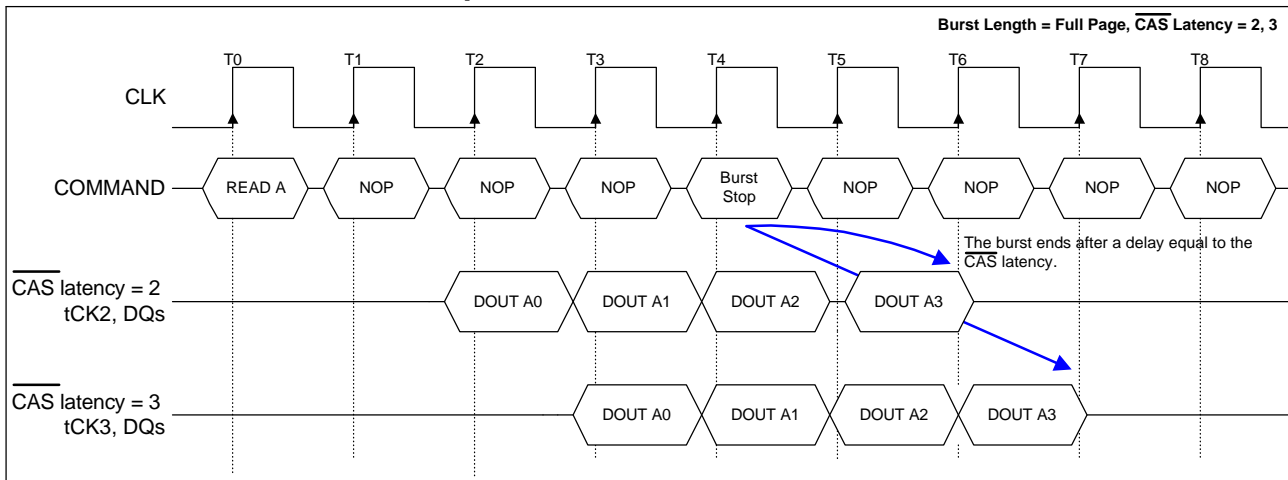 Burst Length = Full Page, CAS Latency = 2, 3
T0 T1 T2 T3 T4 T5 T6 T7 T8
CLK
COMMAND READ A NOP NOP NOP Burst Stop NOP NOP NOP NOP
The burst ends after a delay equal to the
CAS latency.
CAS latency = 2
tCK2, DQs
DOUT A0 DOUT A1 DOUT A2 DOUT A3
CAS latency = 3
tCK3, DQs
DOUT A0 DOUT A1 DOUT A2 DOUT A3